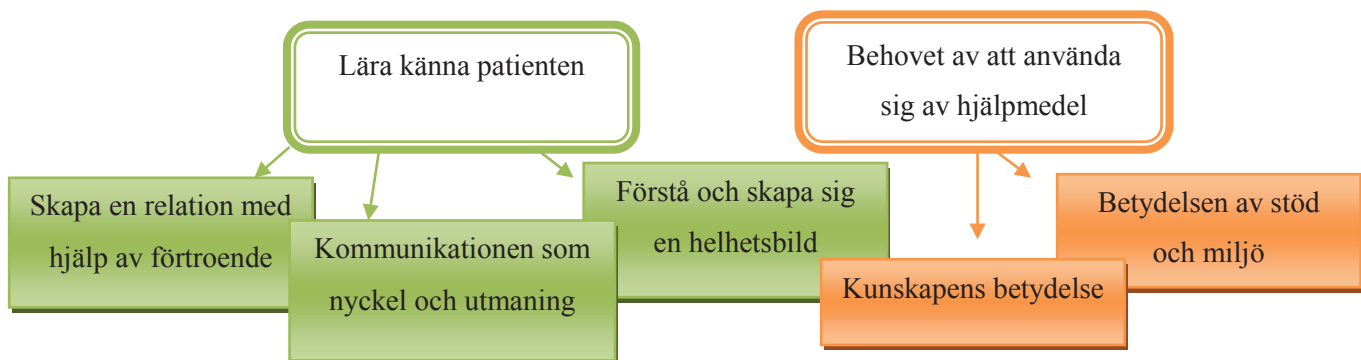 Lära känna patienten
Behovet av att använda
sig av hjälpmedel
Skapa en relation med
hjälp av förtroende
Kommunikationen som
nyckel och utmaning
Förstå och skapa sig
en helhetsbild
Kunskapens betydelse
Betydelsen av stöd
och miljö